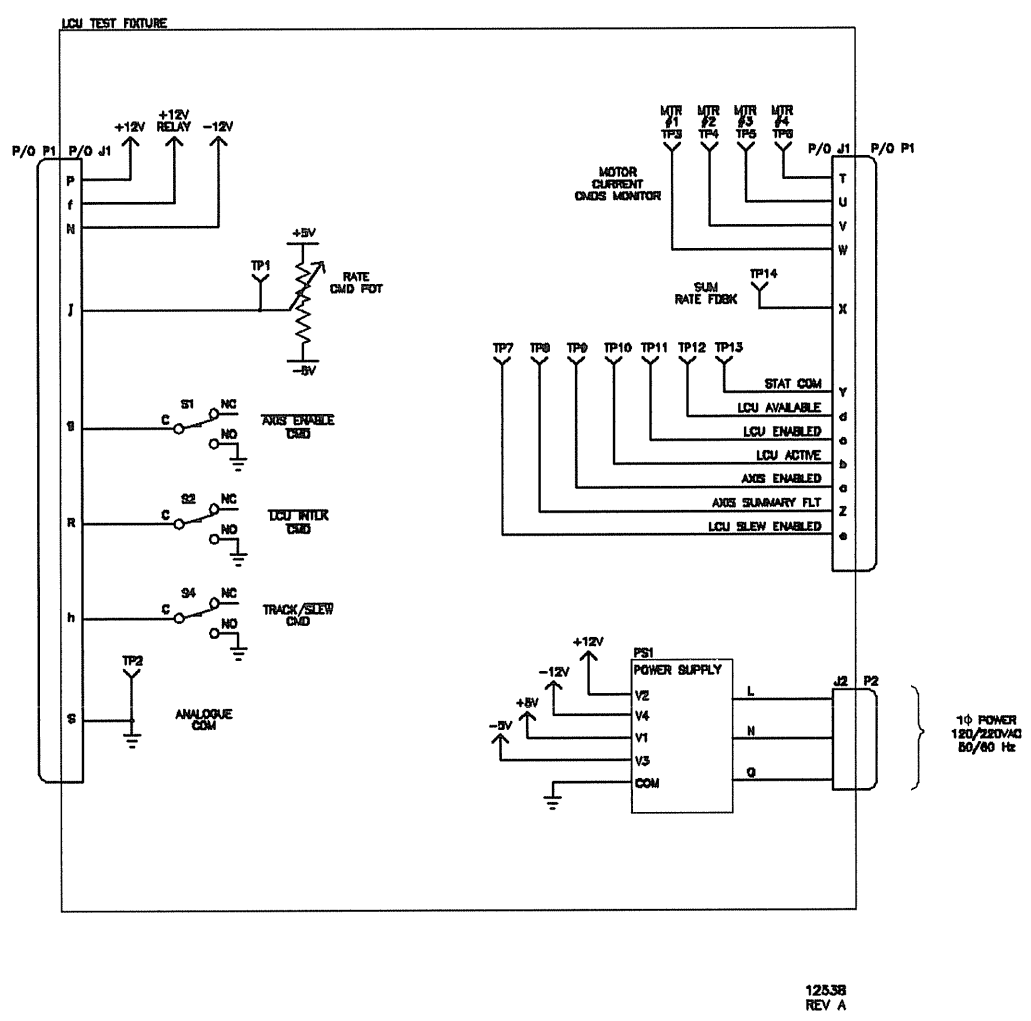 LCU TEST FIXTURE
+12V
+12V
RELAY
-12V
P/O P1 P/O J1
P
f
N
+5V
TP1
RATE
CMD POT
j
-5V
S1
NC
C
g
NO
AXIS ENABLE
CMD
S2
NC
C
R
NO
LCU INTLK
CMD
S4
NC
C
h
NO
TRACK/SLEW
CMD
TP2
S
ANALOGUE
COM
MTR MTR MTR MTR
#1 #2 #3 #4
TP3 TP4 TP5 TP6
P/O J1 P/O P1
MOTOR
CURRENT
CMDS MONITOR
T
U
V
W
TP14
SUM
RATE FDBK
X
TP7 TP8 TP9 TP10 TP11 TP12 TP13
STAT COM Y
LCU AVAILABLE d
LCU ENABLED c
LCU ACTIVE b
AXIS ENABLED a
AXIS SUMMARY FLT Z
LCU SLEW ENABLED e
+12V
-12V
+5V
-5V
PS1
POWER SUPPLY
V2
V4
V1
V3
COM
L
N
G
J2 P2
1ϕ POWER
120/220VAC
50/60 Hz
12538
REV A